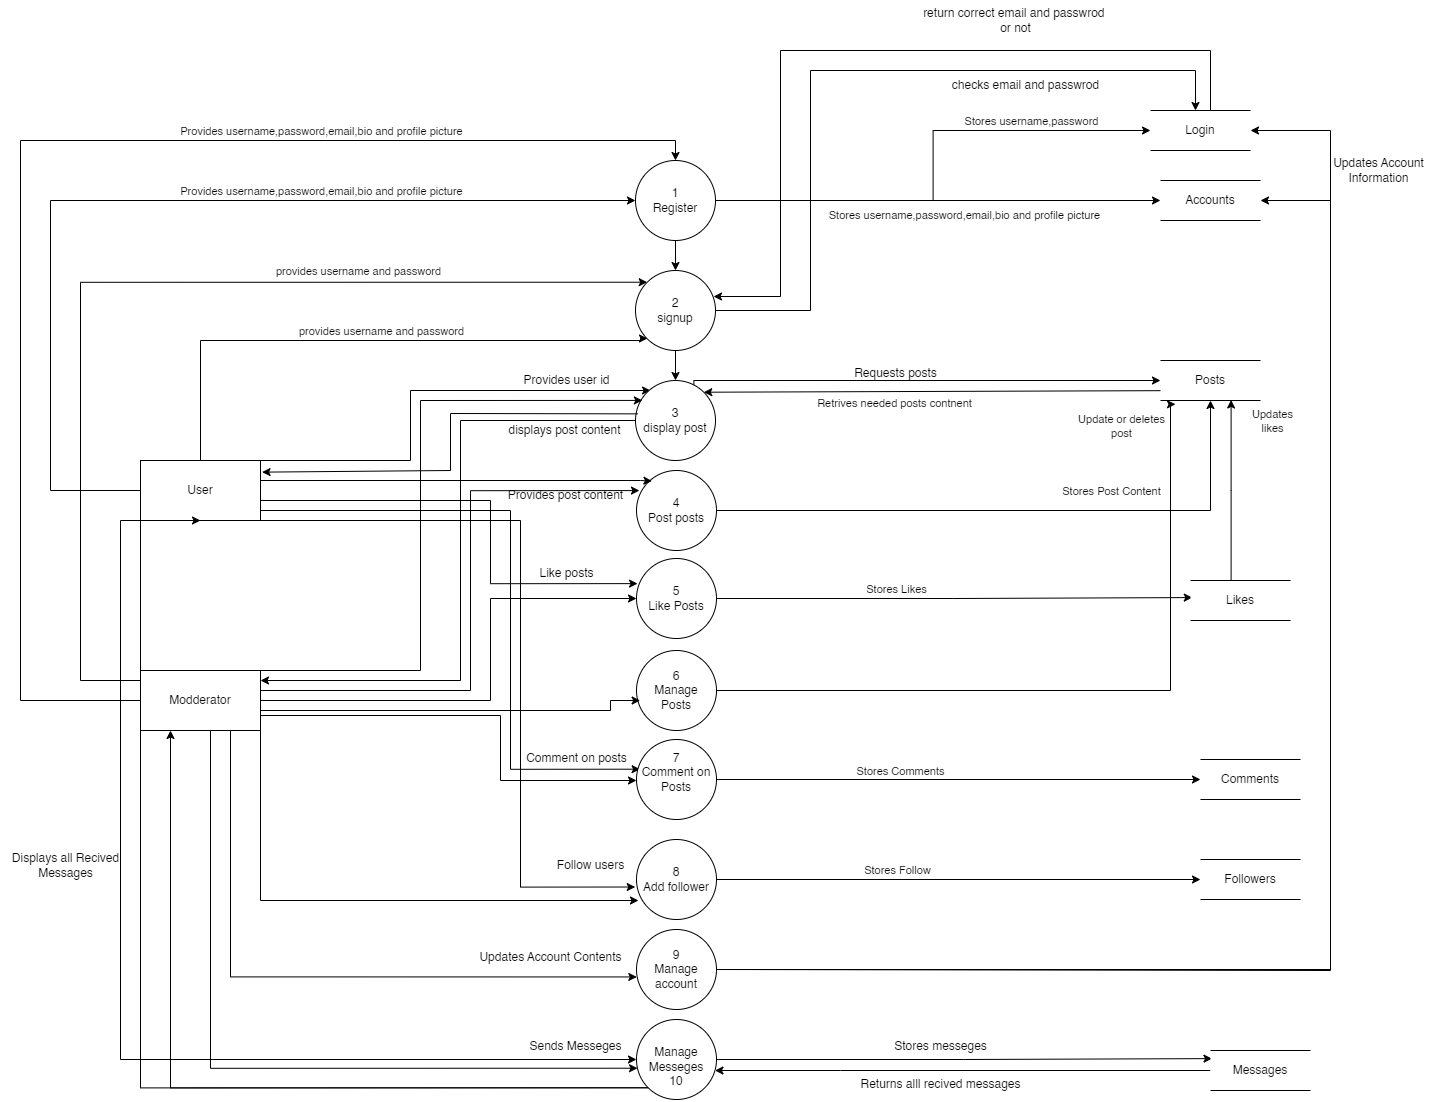 return correct email and passwrod
or not
checks email and passwrod
Stores username,password
Login
Provides username,password,email,bio and profile picture
Updates Account
Information
Provides username,password,email,bio and profile picture
1
Register
Accounts
Stores username,password,email,bio and profile picture
provides username and password
2
signup
provides username and password
Provides user id
Requests posts
Posts
Retrives needed posts contnent
3
display post
displays post content
Update or deletes
post
Updates
likes
User
Provides post content
Stores Post Content
4
Post posts
Like posts
5
Like Posts
Stores Likes
Likes
Modderator
6
Manage
Posts
Comment on posts
7
Comment on
Posts
Stores Comments
Comments
Displays all Recived
Messages
Follow users
8
Add follower
Stores Follow
Followers
Updates Account Contents
9
Manage
account
Sends Messeges
Manage
Messeges
10
Stores messeges
Messages
Returns alll recived messages